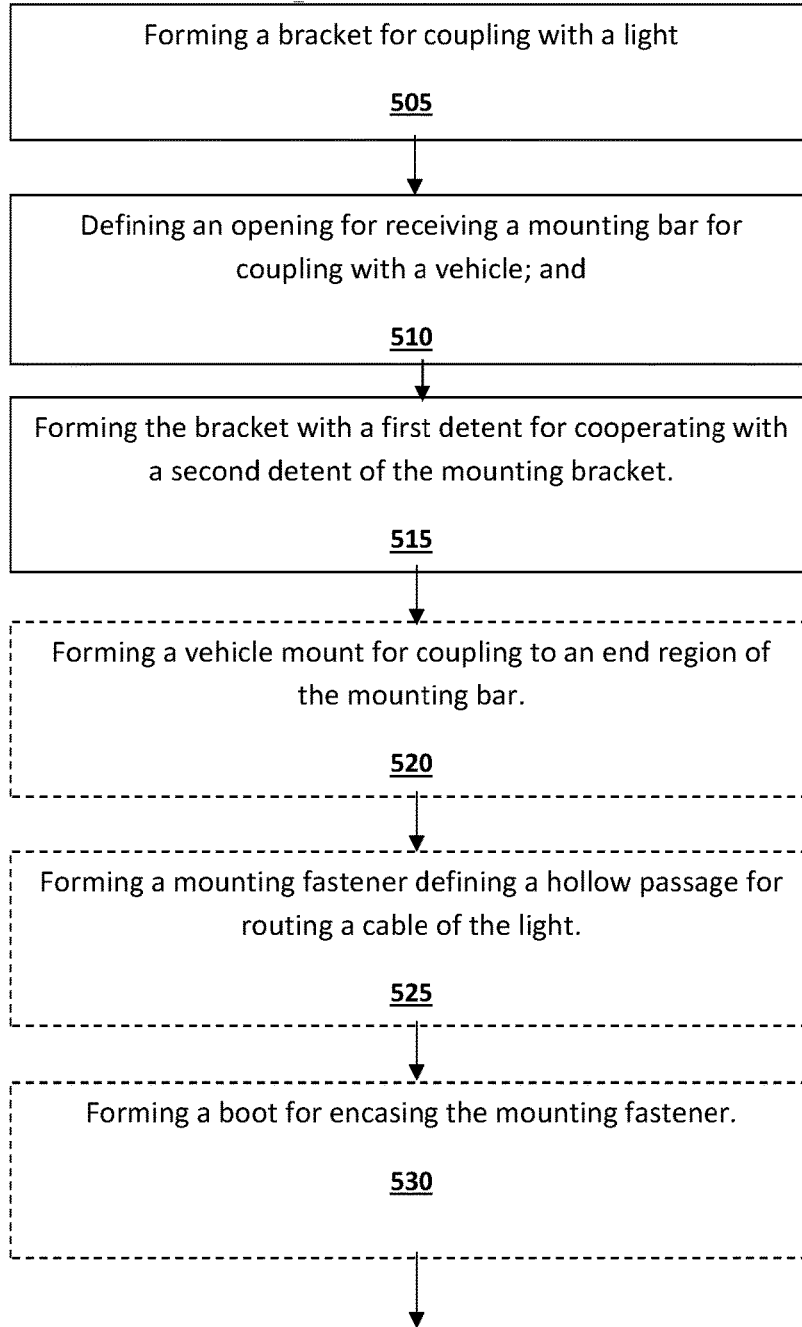 Forming a bracket for coupling with a light
505
Defining an opening for receiving a mounting bar for
coupling with a vehicle; and
510
Forming the bracket with a first detent for cooperating with
a second detent of the mounting bracket.
515
Forming a vehicle mount for coupling to an end region of
the mounting bar.
520
Forming a mounting fastener defining a hollow passage for
routing a cable of the light.
525
Forming a boot for encasing the mounting fastener.
530